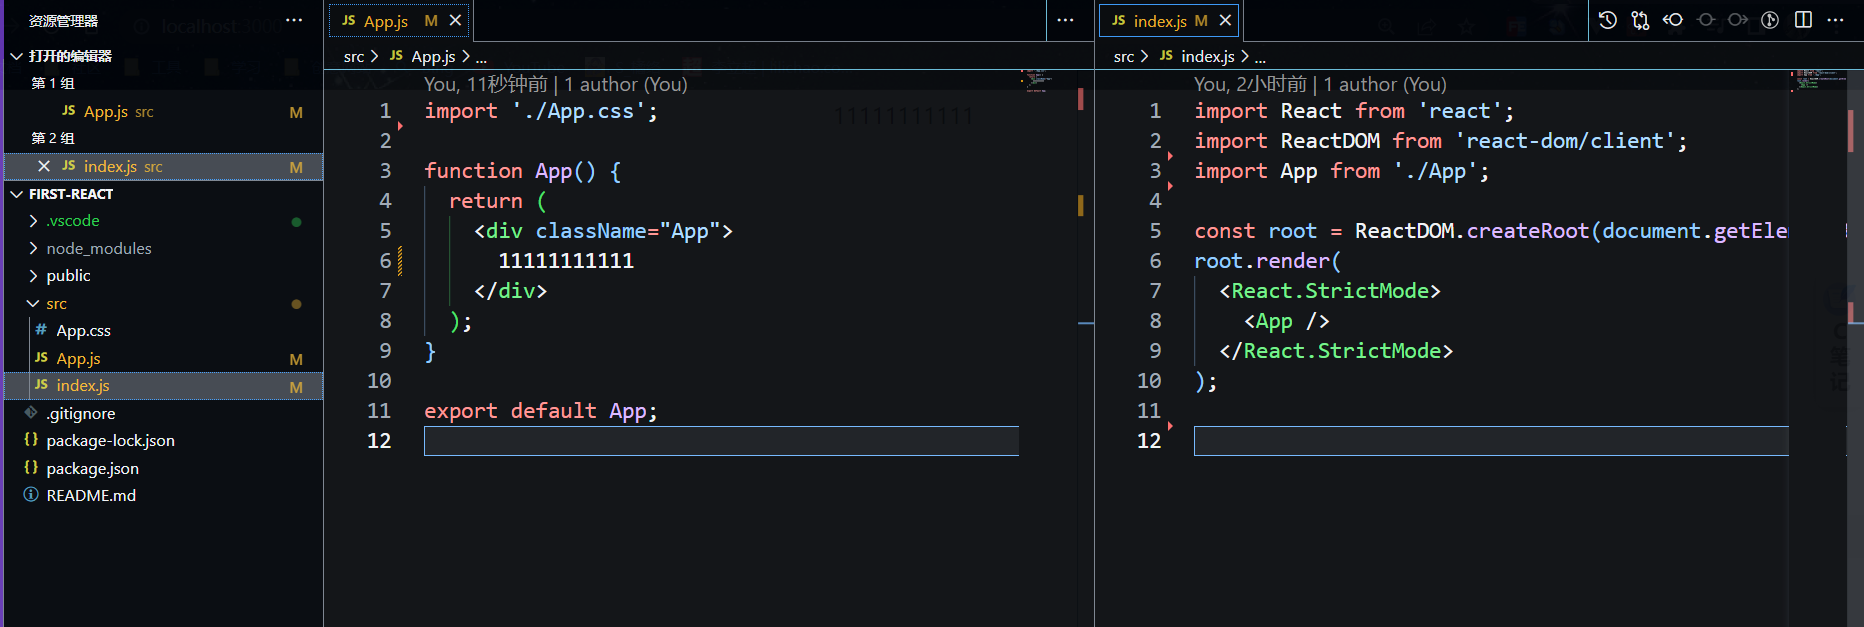 资源管理器
打开的编辑器
第 1 组
JS App.js src M
第 2 组
JS index.js src M
FIRST-REACT
.vscode
node_modules
public
src
# App.css
JS App.js M
JS index.js M
.gitignore
{} package-lock.json
{} package.json
README.md
JS App.js M
src > JS App.js > ...
You, 11秒钟前 | 1 author (You)
1 import './App.css';
2
3 function App() {
4 return (
5 <div className="App">
6 11111111111
7 </div>
8 );
9 }
10
11 export default App;
12
JS index.js M
src > JS index.js > ...
You, 2小时前 | 1 author (You)
1 import React from 'react';
2 import ReactDOM from 'react-dom/client';
3 import App from './App';
4
5 const root = ReactDOM.createRoot(document.getEle
6 root.render(
7 <React.StrictMode>
8 <App />
9 </React.StrictMode>
10 );
11
12